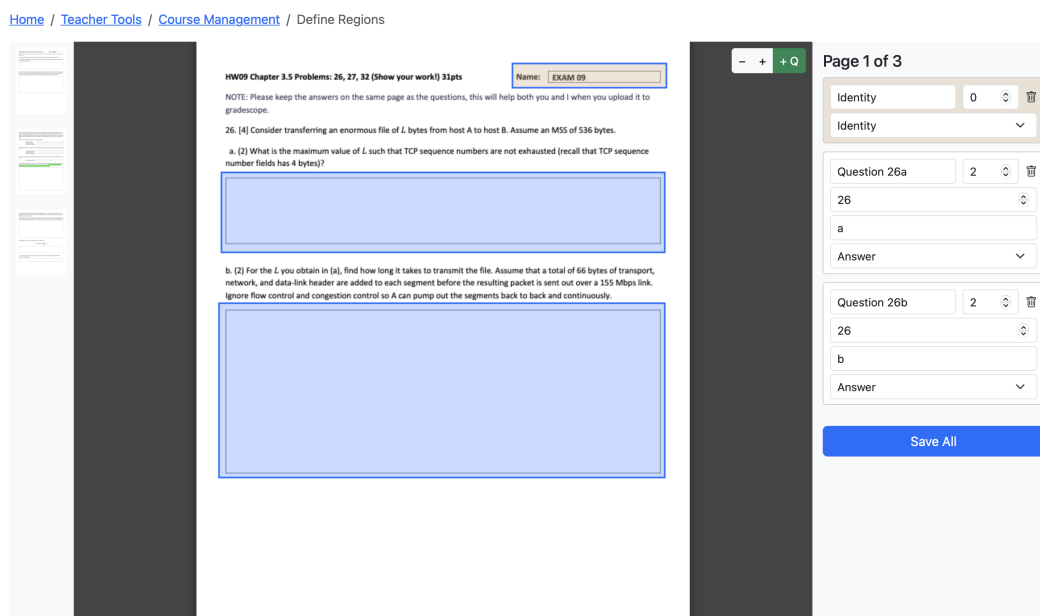 Home / Teacher Tools / Course Management / Define Regions
- + + Q
HW09 Chapter 3.5 Problems: 26, 27, 32 (Show your work!) 31pts
Name: EXAM 09
NOTE: Please keep the answers on the same page as the questions, this will help both you and I when you upload it to
gradescope.
26. [4] Consider transferring an enormous file of L bytes from host A to host B. Assume an MSS of 536 bytes.
a. (2) What is the maximum value of L such that TCP sequence numbers are not exhausted (recall that TCP sequence
number fields has 4 bytes)?
b. (2) For the L you obtain in (a), find how long it takes to transmit the file. Assume that a total of 66 bytes of transport,
network, and data-link header are added to each segment before the resulting packet is sent out over a 155 Mbps link.
Ignore flow control and congestion control so A can pump out the segments back to back and continuously.
Page 1 of 3
Identity 0
Identity
Question 26a 2
26
a
Answer
Question 26b 2
26
b
Answer
Save All